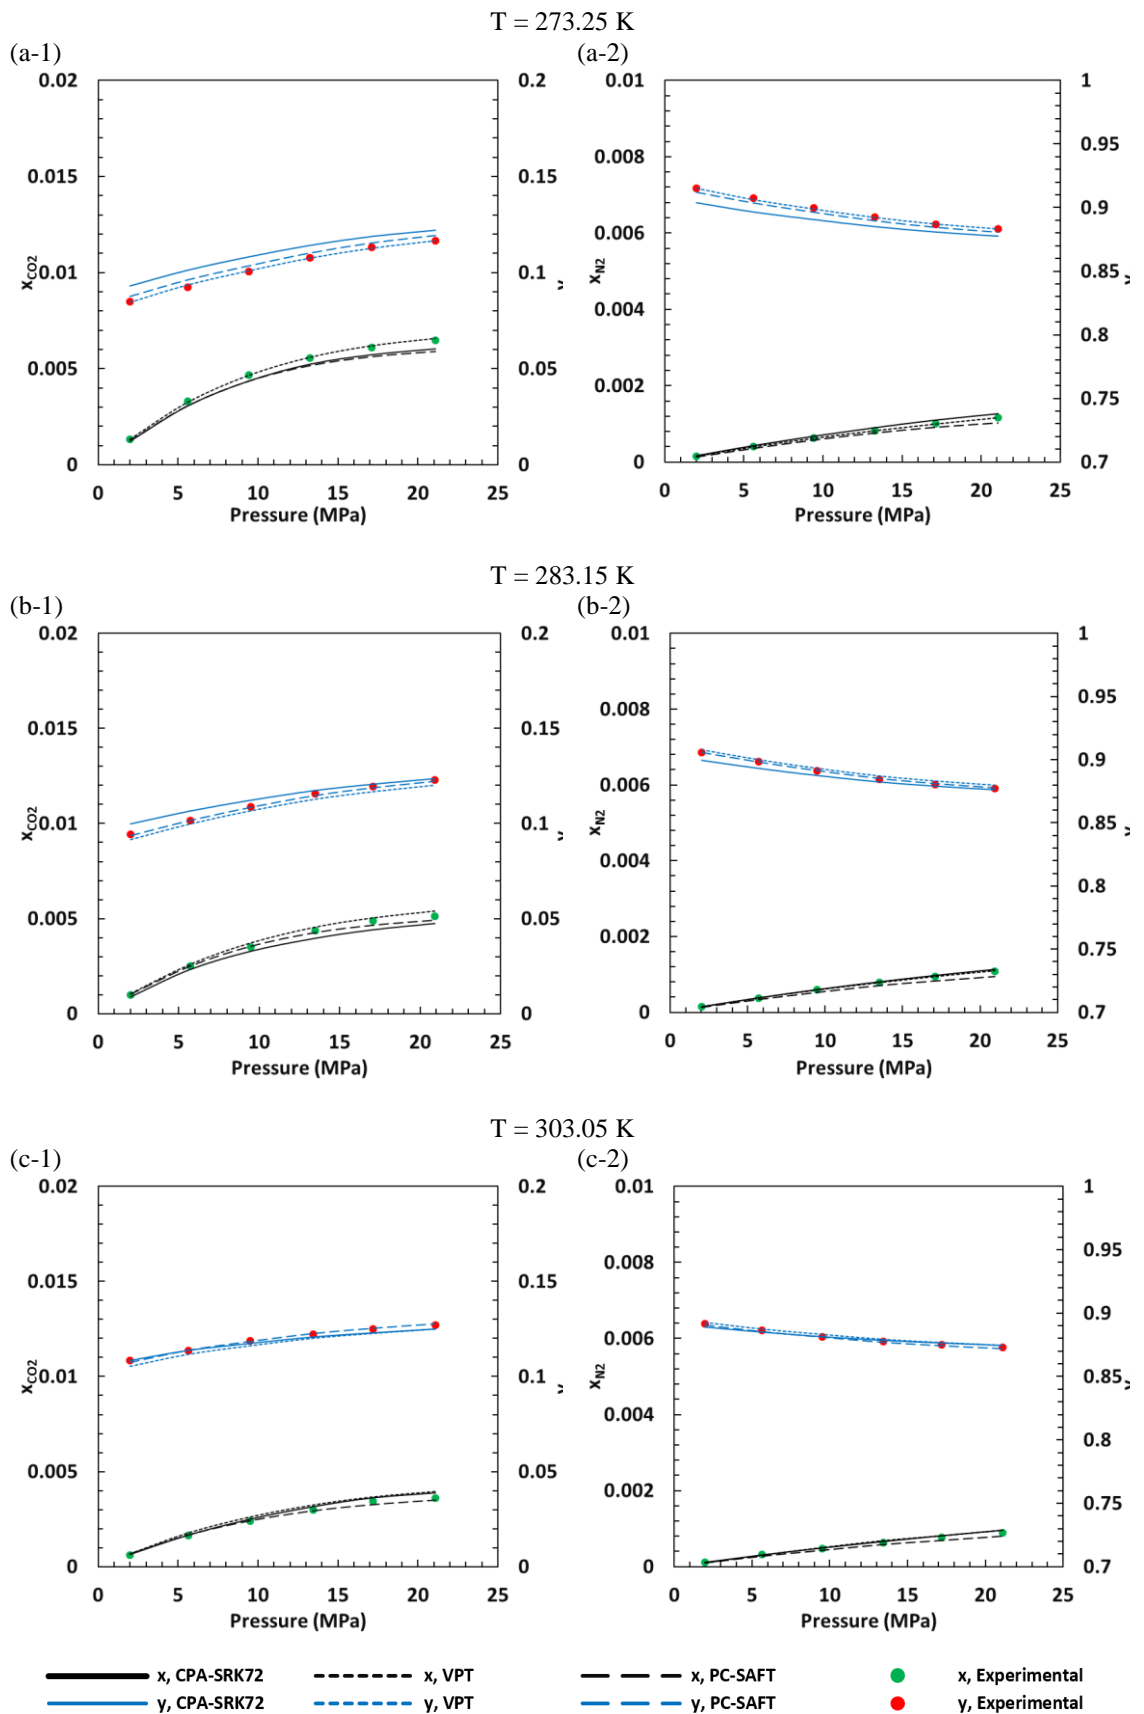 T = 273.25 K
(a-1) (a-2)
0.02 0.2 0.01 1
0.95
0.008
0.015 0.15
0.9
0.006
0.01 0.1 0.85
xCO2 y xN2 y
0.004
0.8
0.005 0.05
0.002
0.75
0 0 0 0.7
0 5 10 15 20 25 0 5 10 15 20 25
Pressure (MPa) Pressure (MPa)
T = 283.15 K
(b-1) (b-2)
0.02 0.2 0.01 1
0.95
0.008
0.015 0.15
0.9
0.006
0.01 0.1 0.85
xCO2 y xN2 y
0.004
0.8
0.005 0.05
0.002
0.75
0 0 0 0.7
0 5 10 15 20 25 0 5 10 15 20 25
Pressure (MPa) Pressure (MPa)
T = 303.05 K
(c-1) (c-2)
0.02 0.2 0.01 1
0.95
0.008
0.015 0.15
0.9
0.006
0.01 0.1 0.85
xCO2 y xN2 y
0.004
0.8
0.005 0.05
0.002
0.75
0 0 0 0.7
0 5 10 15 20 25 0 5 10 15 20 25
Pressure (MPa) Pressure (MPa)
x, CPA-SRK72 x, VPT x, PC-SAFT x, Experimental
y, CPA-SRK72 y, VPT y, PC-SAFT y, Experimental